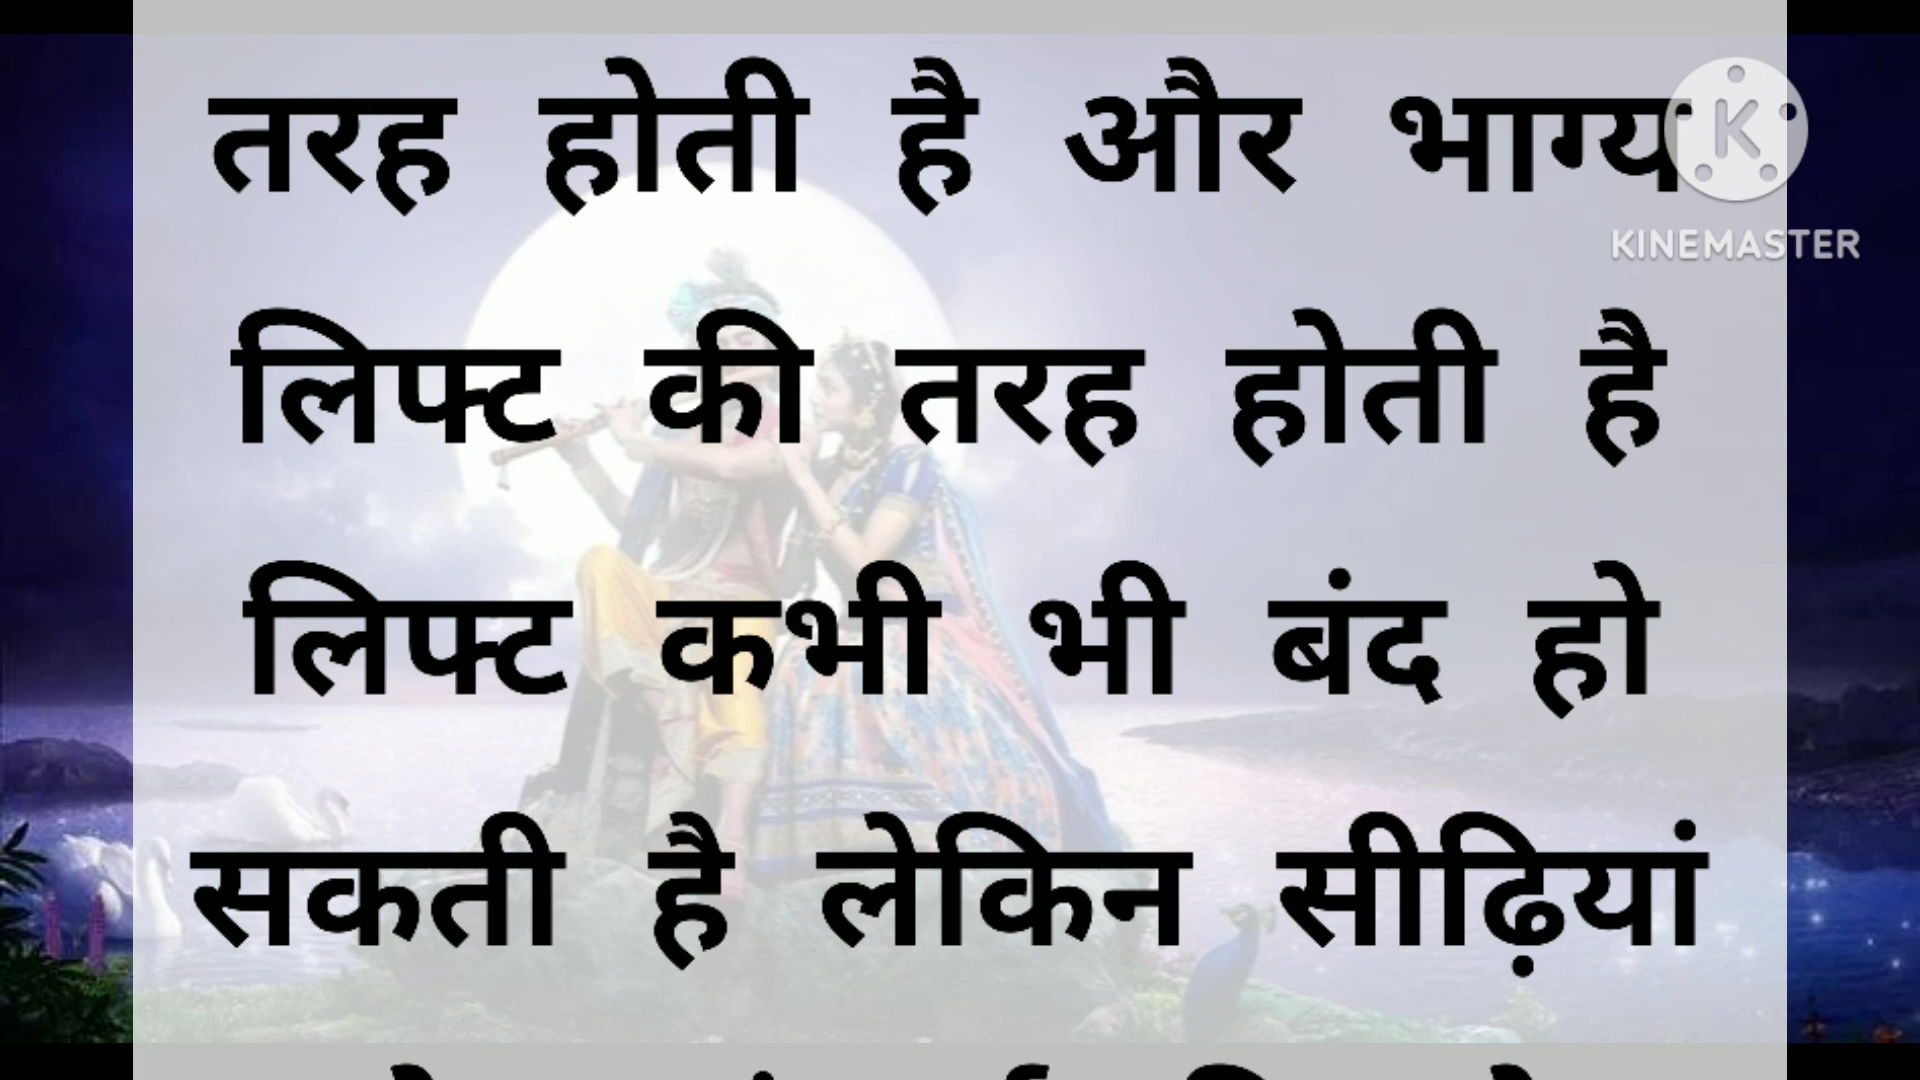 तरह होती है और भाग्य
K
KINEMASTER
लिफ्ट की तरह होती है
लिफ्ट कभी भी बंद हो
सकती है लेकिन सीढ़ियां